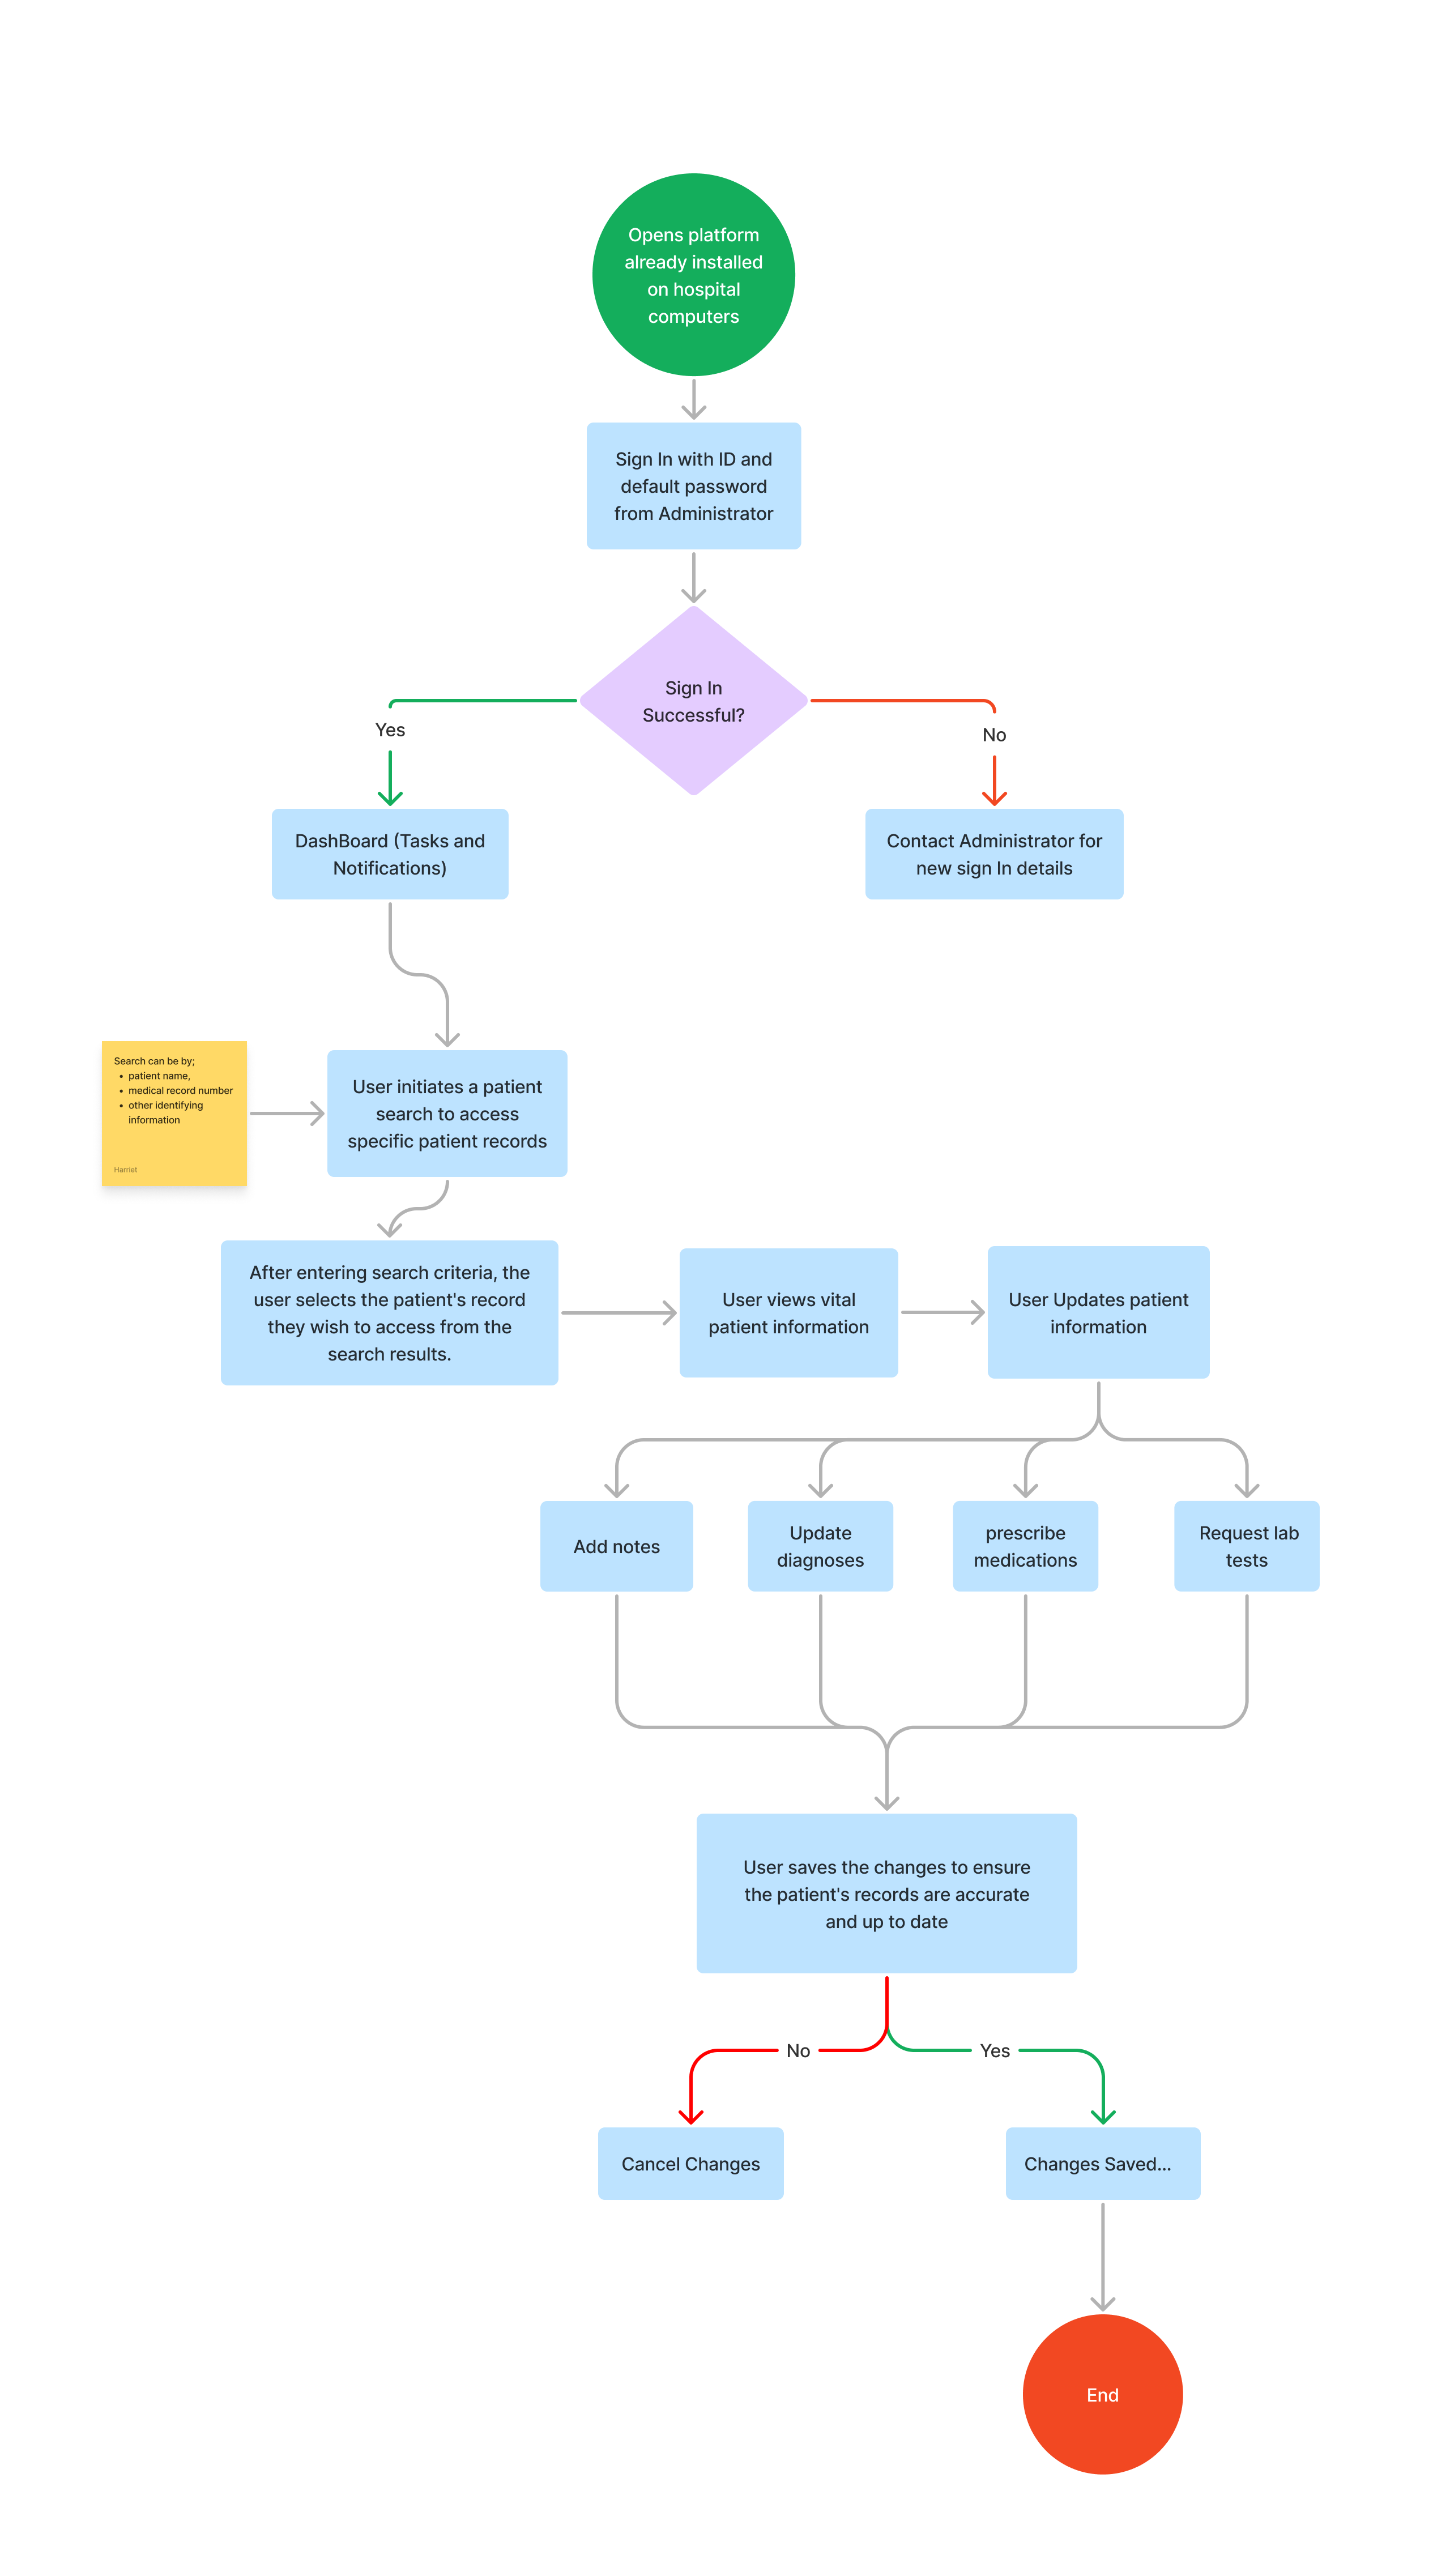 Opens platform
already installed
on hospital
computers
Sign In with ID and
default password
from Administrator
Sign In
Successful?
Yes
No
DashBoard (Tasks and
Notifications)
Contact Administrator for
new sign In details
Search can be by;
• patient name,
• medical record number
• other identifying
information
Harriet
User initiates a patient
search to access
specific patient records
After entering search criteria, the
user selects the patient's record
they wish to access from the
search results.
User views vital
patient information
User Updates patient
information
Add notes
Update
diagnoses
prescribe
medications
Request lab
tests
User saves the changes to ensure
the patient's records are accurate
and up to date
No
Yes
Cancel Changes
Changes Saved...
End